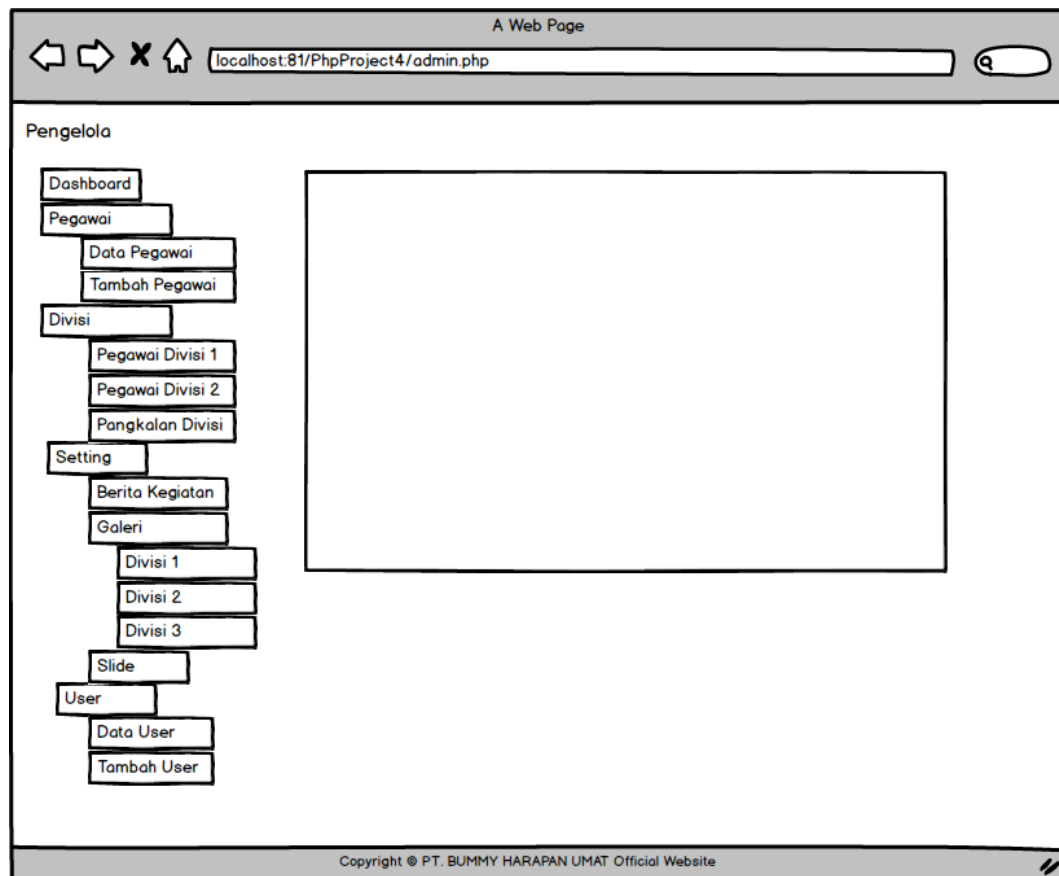 A Web Page
localhost:81/PhpProject4/admin.php
Pengelola
Dashboard
Pegawai
Data Pegawai
Tambah Pegawai
Divisi
Pegawai Divisi 1
Pegawai Divisi 2
Pangkalan Divisi
Setting
Berita Kegiatan
Galeri
Divisi 1
Divisi 2
Divisi 3
Slide
User
Data User
Tambah User
Copyright © PT. BUMMY HARAPAN UMAT Official Website